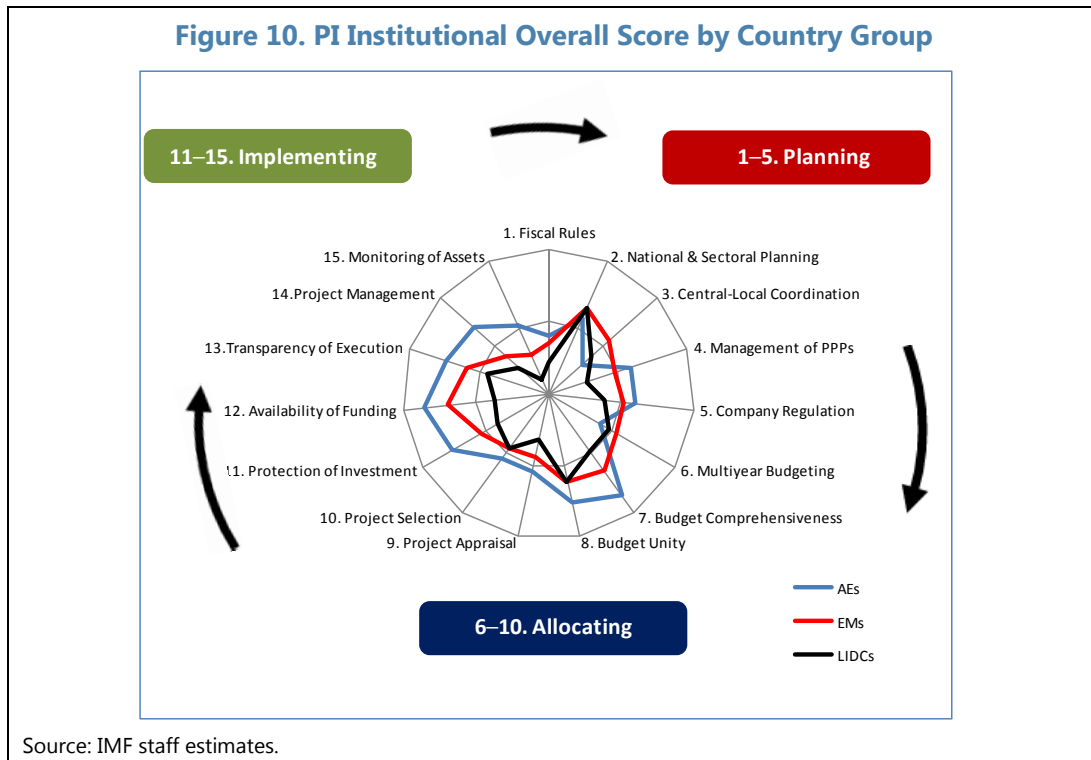 Figure 10. PI Institutional Overall Score by Country Group
11–15. Implementing
1–5. Planning
1. Fiscal Rules
2. National & Sectoral Planning
3. Central-Local Coordination
4. Management of PPPs
5. Company Regulation
6. Multiyear Budgeting
7. Budget Comprehensiveness
8. Budget Unity
9. Project Appraisal
10. Project Selection
11. Protection of Investment
12. Availability of Funding
13.Transparency of Execution
14.Project Management
15. Monitoring of Assets
6–10. Allocating
AEs
EMs
LIDCs
Source: IMF staff estimates.